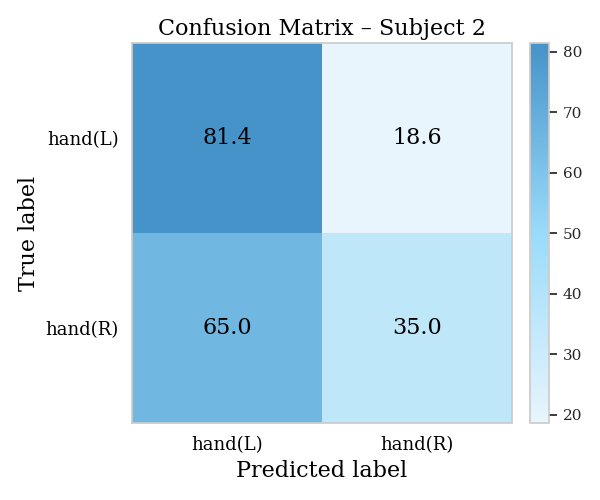 Confusion Matrix – Subject 2
True label
hand(L)
81.4
18.6
hand(R)
65.0
35.0
hand(L)
hand(R)
Predicted label
80
70
60
50
40
30
20